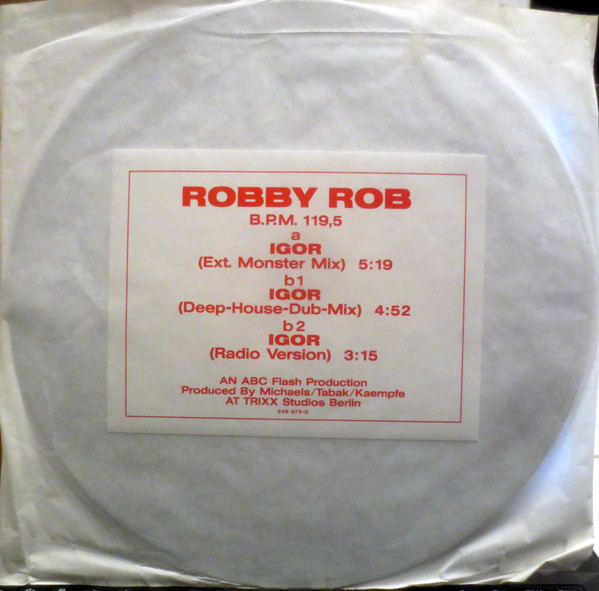 ROBBY ROB
B.P.M. 119,5
a
IGOR
(Ext. Monster Mix) 5:19
b1
IGOR
(Deep-House-Dub-Mix) 4:52
b2
IGOR
(Radio Version) 3:15
AN ABC Flash Production
Produced By Michaels/Tabak/Kaempfe
AT TRIXX Studios Berlin